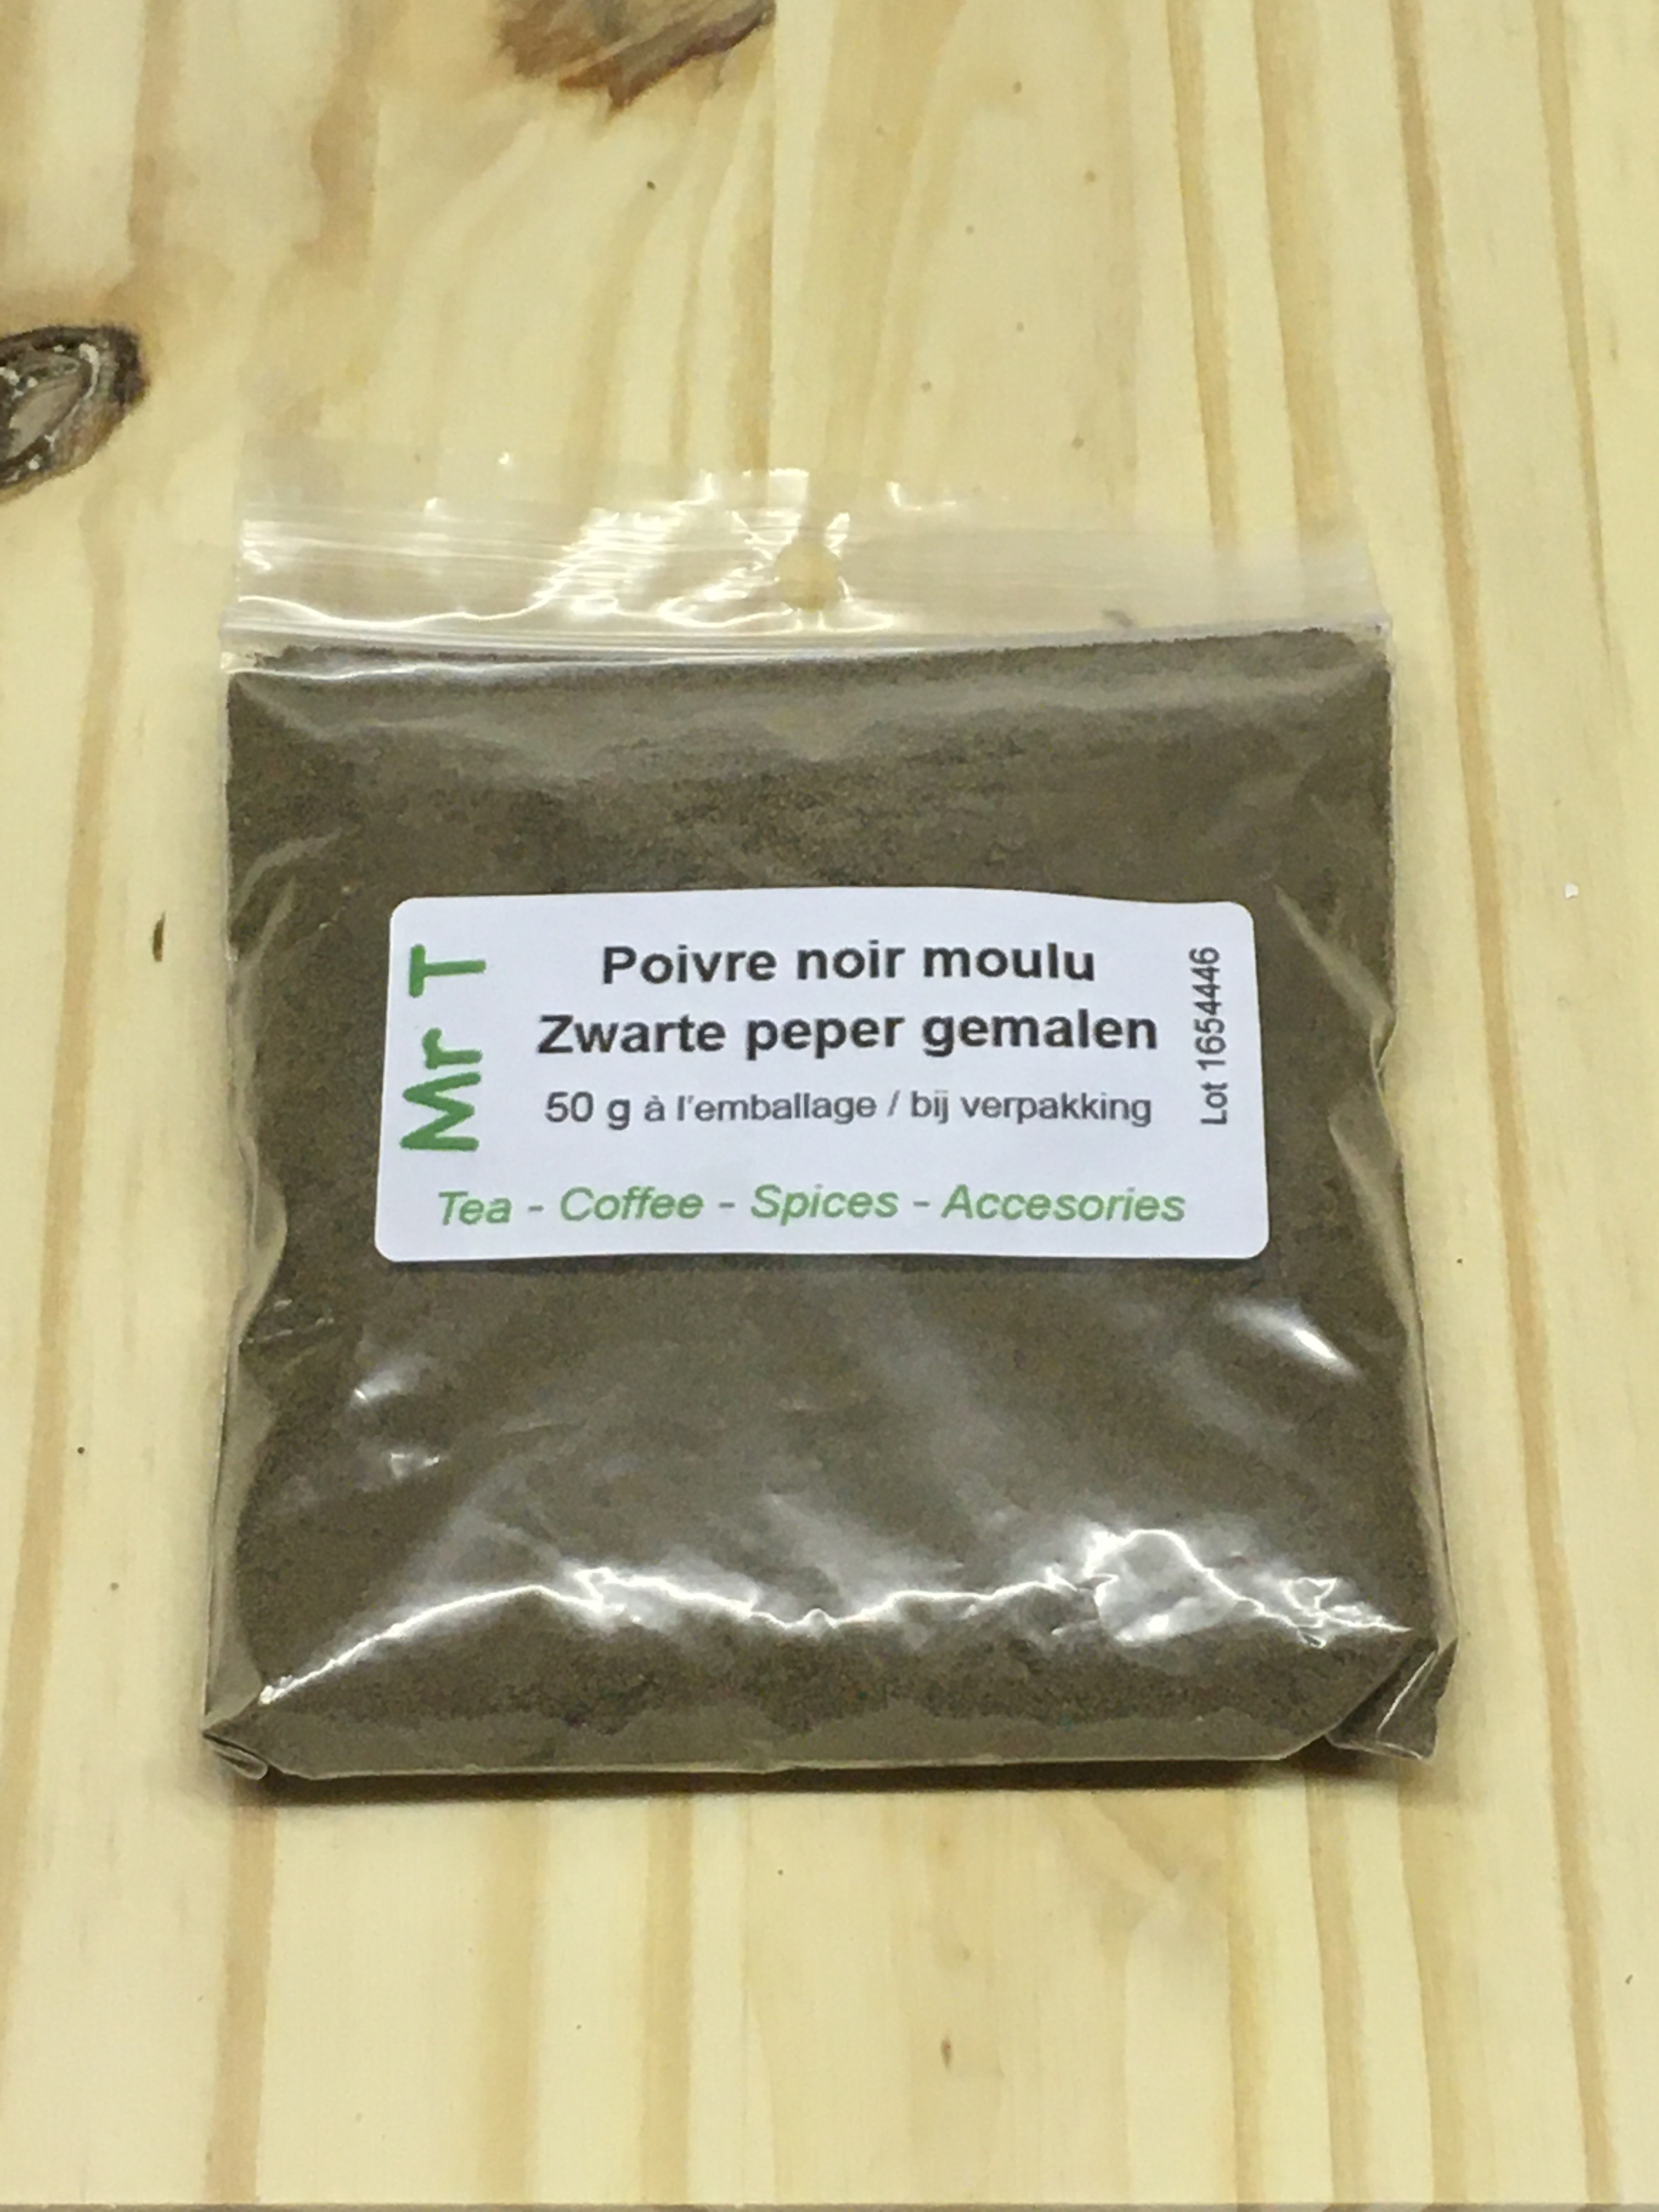 Mr T
Poivre noir moulu
Zwarte peper gemalen
50 g à l'emballage / bij verpakking
Tea - Coffee - Spices - Accesories
Lot 1654446